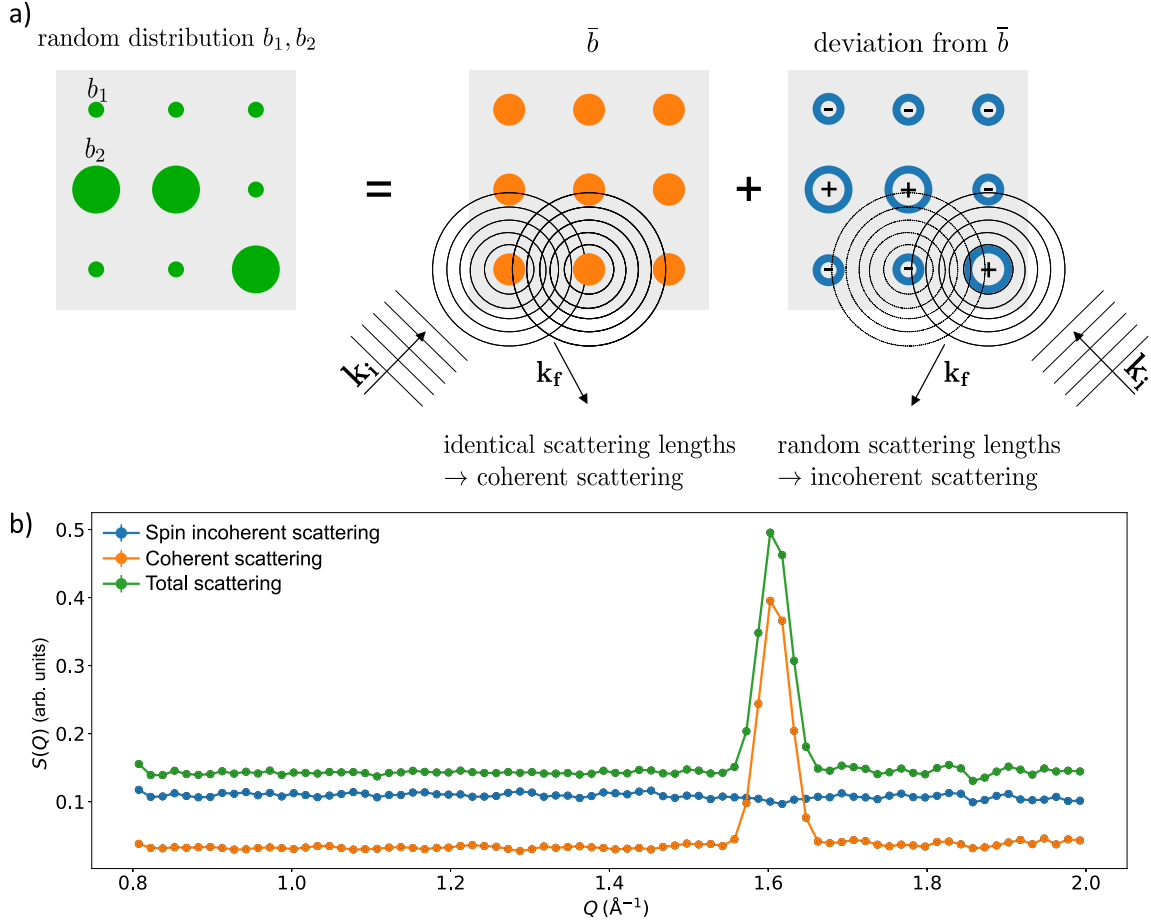 a)
random distribution b₁, b₂
b̄
deviation from b̄
b₁
b₂
=
+
- - -
+ + -
- - +
kᵢ
k_f
k_f
kᵢ
identical scattering lengths
→ coherent scattering
random scattering lengths
→ incoherent scattering
b)
Spin incoherent scattering
Coherent scattering
Total scattering
S(Q) (arb. units)
0.5
0.4
0.3
0.2
0.1
0.8 1.0 1.2 1.4 1.6 1.8 2.0
Q (Å⁻¹)